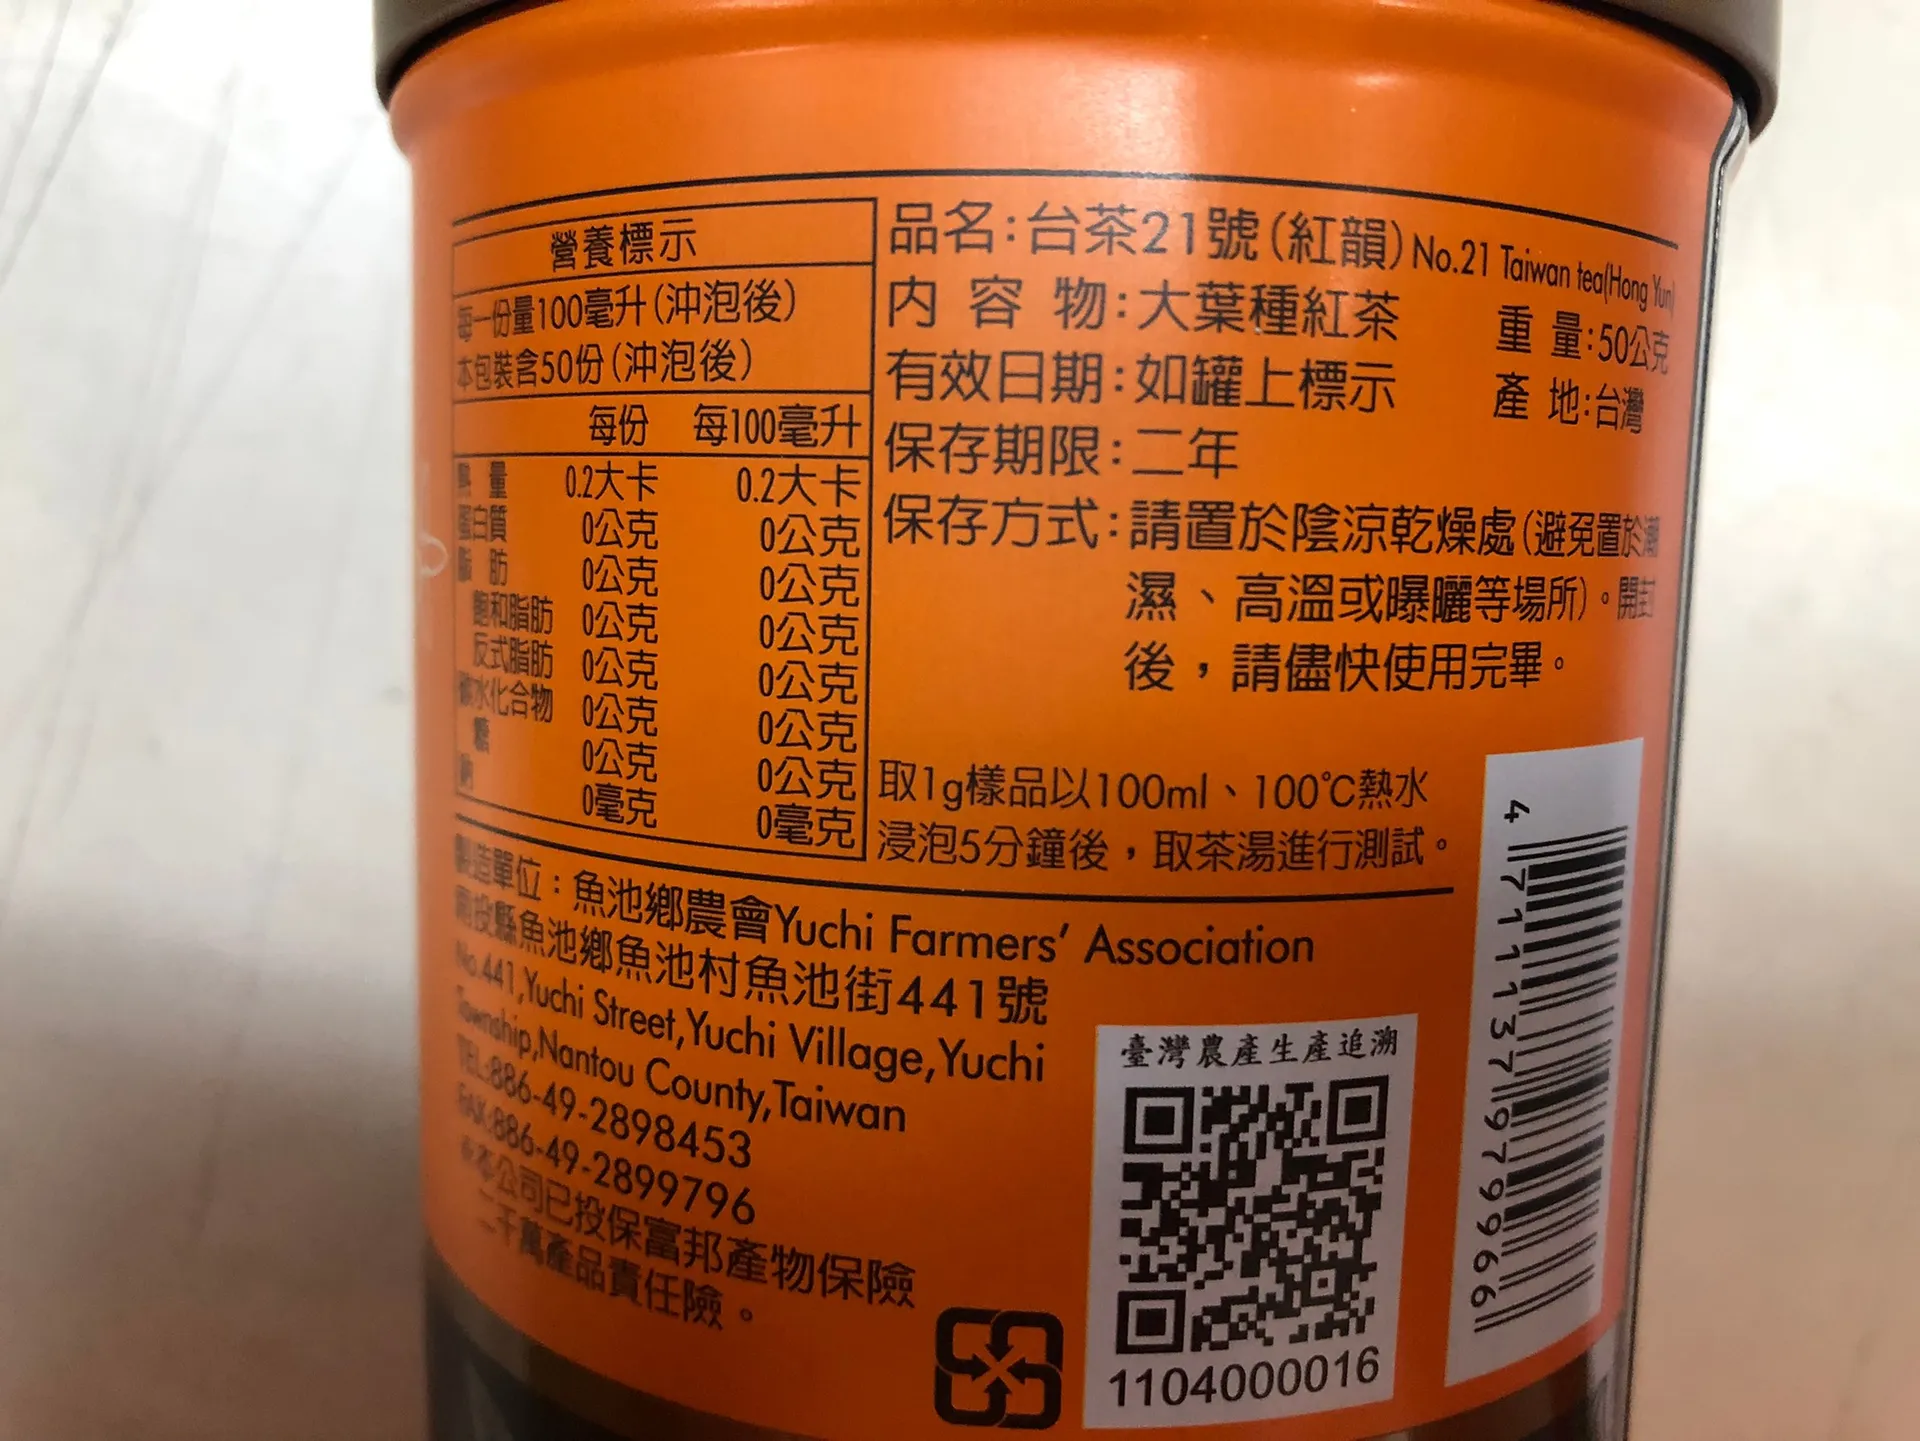 營養標示
每一份量100毫升(沖泡後)
本包裝含50份(沖泡後)
每份 每100毫升
熱量 0.2大卡 0.2大卡
蛋白質 0公克 0公克
脂肪 0公克 0公克
飽和脂肪 0公克 0公克
反式脂肪 0公克 0公克
碳水化合物 0公克 0公克
糖 0公克 0公克
鈉 0毫克 0毫克
品名:台茶21號(紅韻)No.21 Taiwan tea(Hong Yun)
內容物:大葉種紅茶 重量:50公克
有效日期:如罐上標示 產地:台灣
保存期限:二年
保存方式:請置於陰涼乾燥處(避免置於潮
濕、高溫或曝曬等場所)。開封
後,請儘快使用完畢。
取1g樣品以100ml、100℃熱水
浸泡5分鐘後,取茶湯進行測試。
製造單位:魚池鄉農會Yuchi Farmers' Association
南投縣魚池鄉魚池村魚池街441號
No.441,Yuchi Street,Yuchi Village,Yuchi
Township,Nantou County,Taiwan
TEL:886-49-2898453
FAX:886-49-2899796
※本公司已投保富邦產物保險
二千萬產品責任險。
臺灣農產生產追溯
1104000016
4711137979966